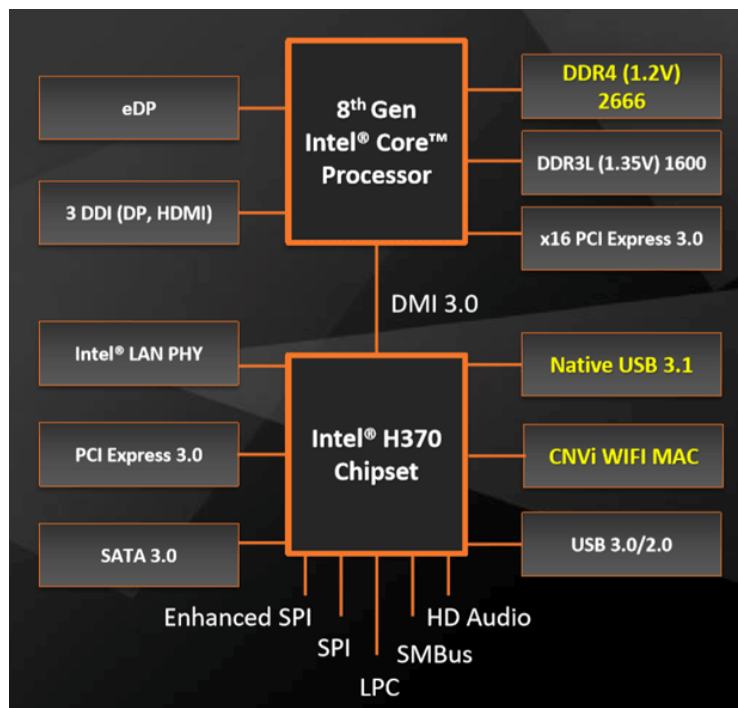 eDP
8th Gen
Intel® Core™
Processor
DDR4 (1.2V)
2666
3 DDI (DP, HDMI)
DDR3L (1.35V) 1600
x16 PCI Express 3.0
DMI 3.0
Intel® LAN PHY
PCI Express 3.0
SATA 3.0
Intel® H370
Chipset
Native USB 3.1
CNVi WIFI MAC
USB 3.0/2.0
Enhanced SPI
SPI
LPC
SMBus
HD Audio